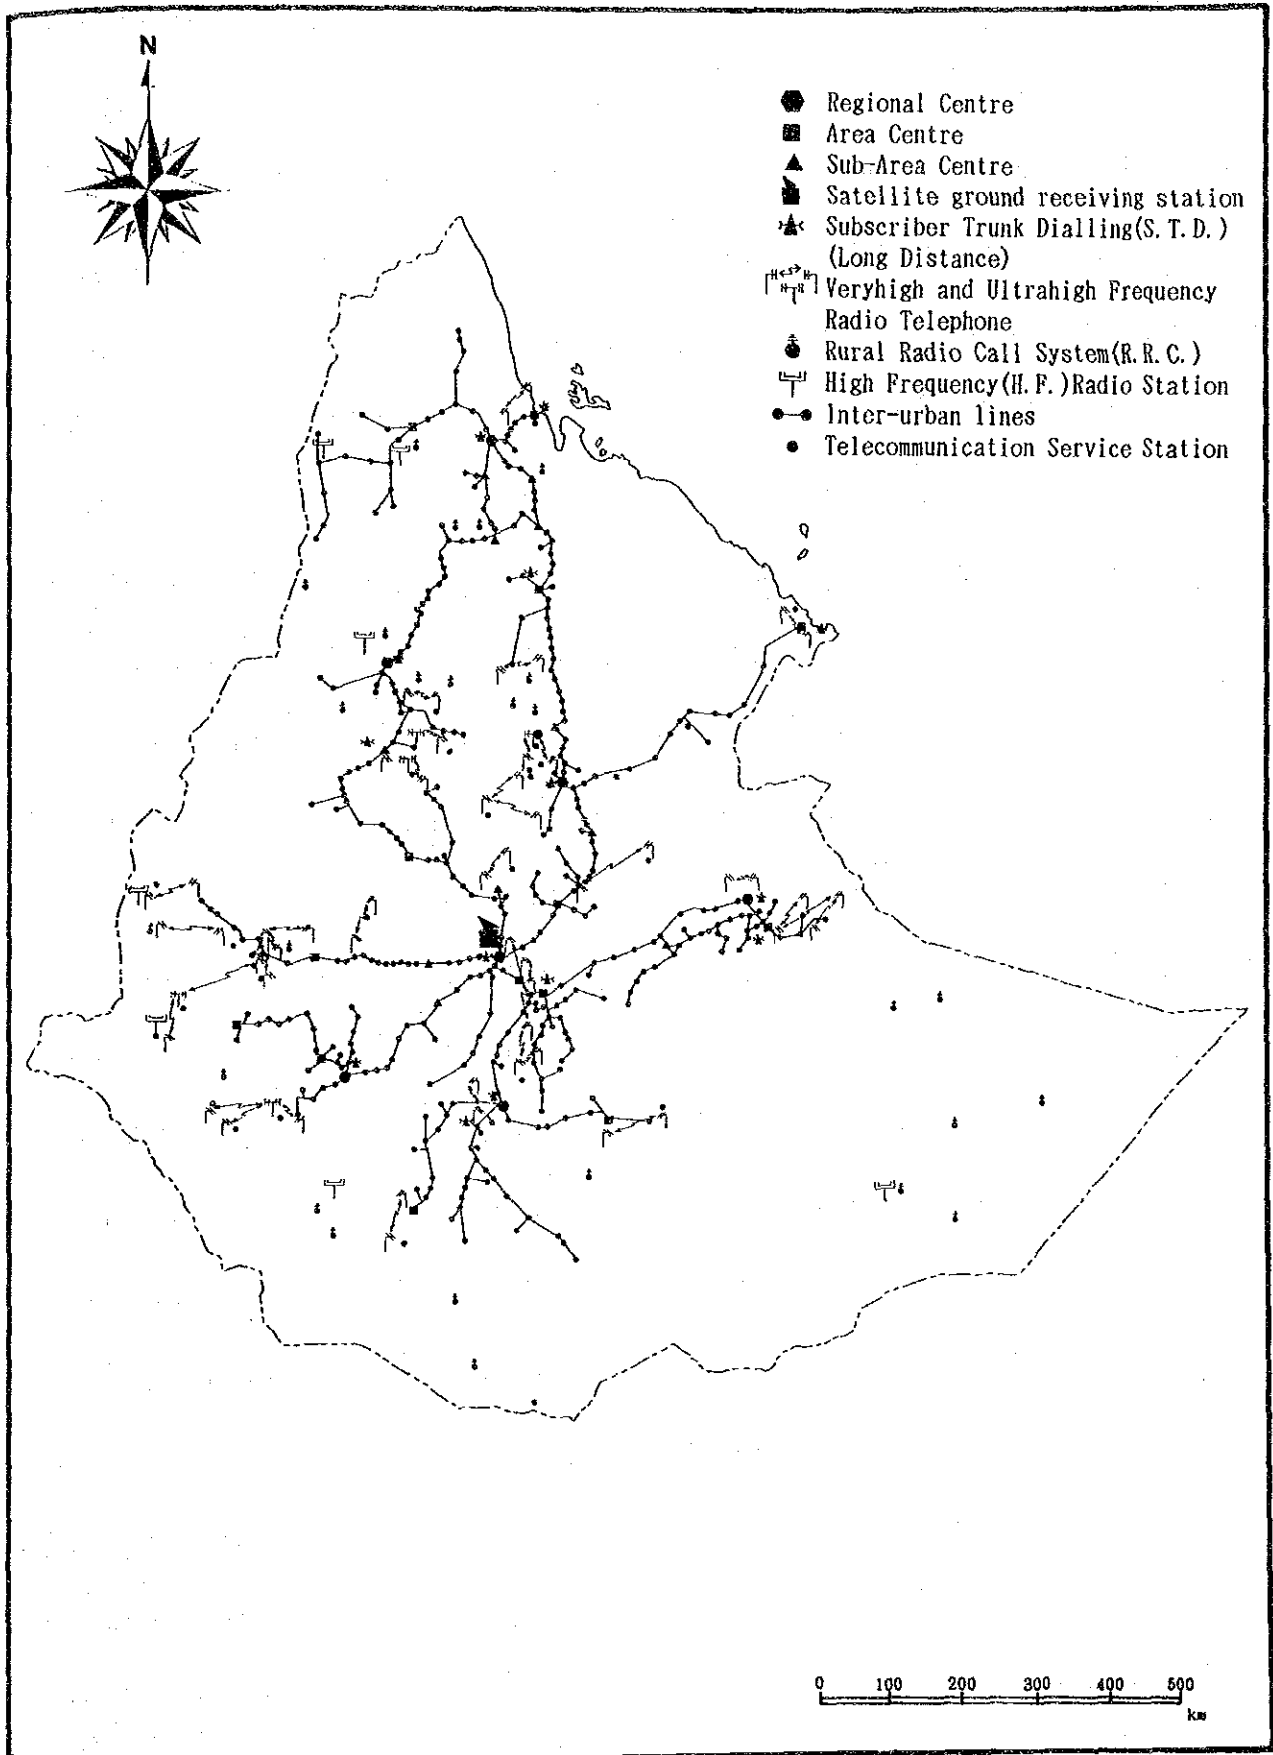 N
Regional Centre
Area Centre
Sub-Area Centre
Satellite ground receiving station
Subscriber Trunk Dialling(S.T.D.)
(Long Distance)
Veryhigh and Ultrahigh Frequency
Radio Telephone
Rural Radio Call System(R.R.C.)
High Frequency(H.F.)Radio Station
Inter-urban lines
Telecommunication Service Station
0 100 200 300 400 500
km